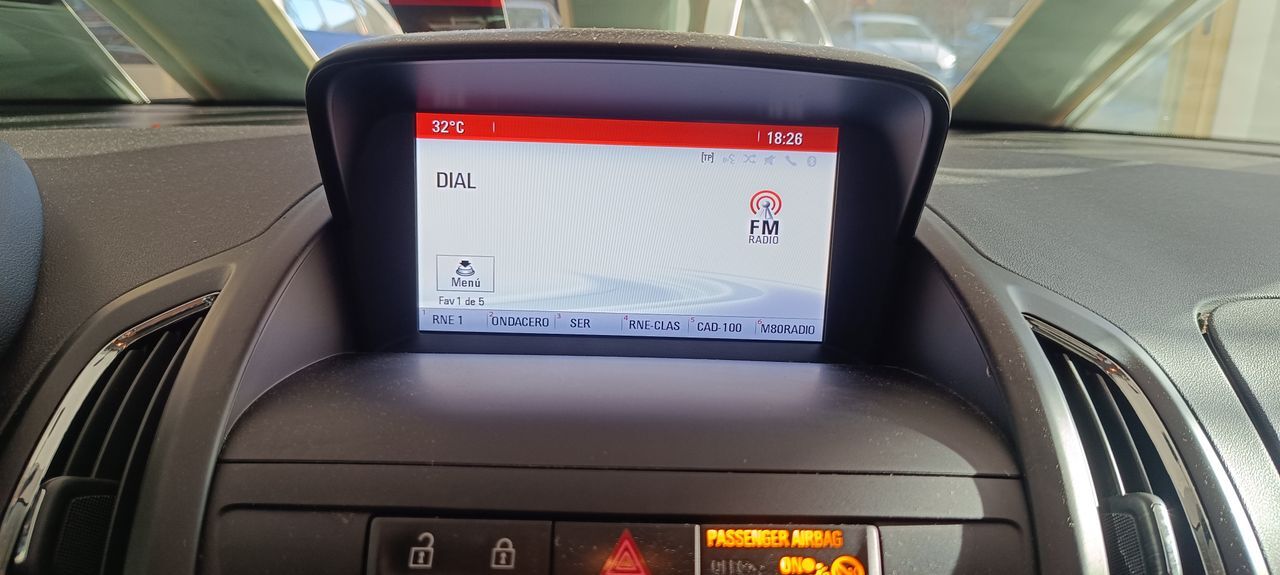 32°C 18:26
[TP]
DIAL
FM
RADIO
Menú
Fav 1 de 5
1 RNE 1 2 ONDACERO 3 SER 4 RNE-CLAS 5 CAD-100 6 M80RADIO
PASSENGER AIRBAG
ON